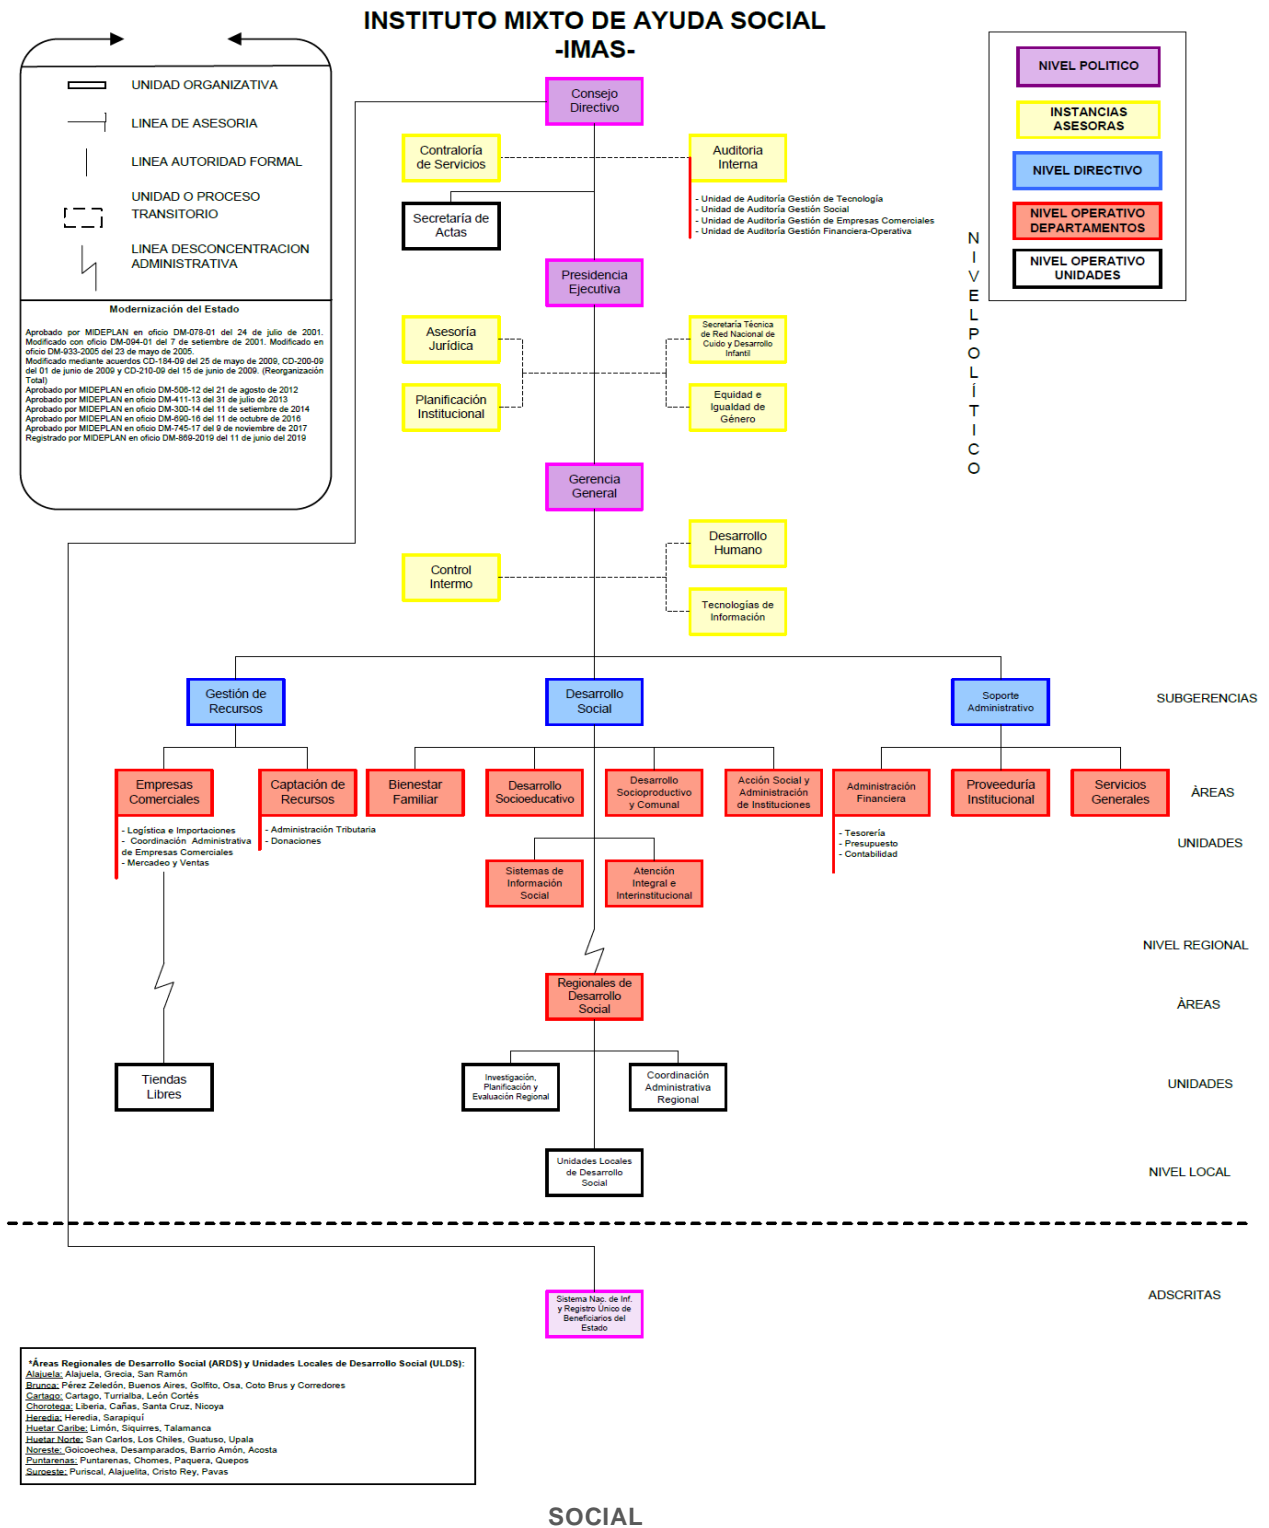 INSTITUTO MIXTO DE AYUDA SOCIAL
-IMAS-
UNIDAD ORGANIZATIVA
LINEA DE ASESORIA
LINEA AUTORIDAD FORMAL
UNIDAD O PROCESO
TRANSITORIO
LINEA DESCONCENTRACION
ADMINISTRATIVA
Modernización del Estado
Aprobado por MIDEPLAN en oficio DM-078-01 del 24 de julio de 2001.
Modificado con oficio DM-094-01 del 7 de setiembre de 2001. Modificado en
oficio DM-933-2005 del 23 de mayo de 2005.
Modificado mediante acuerdos CD-184-09 del 25 de mayo de 2009, CD-200-09
del 01 de junio de 2009 y CD-210-09 del 15 de junio de 2009. (Reorganización
Total)
Aprobado por MIDEPLAN en oficio DM-506-12 del 21 de agosto de 2012
Aprobado por MIDEPLAN en oficio DM-411-13 del 31 de julio de 2013
Aprobado por MIDEPLAN en oficio DM-300-14 del 11 de setiembre de 2014
Aprobado por MIDEPLAN en oficio DM-690-16 del 11 de octubre de 2016
Aprobado por MIDEPLAN en oficio DM-745-17 del 9 de noviembre de 2017
Registrado por MIDEPLAN en oficio DM-869-2019 del 11 de junio del 2019
NIVEL POLITICO
INSTANCIAS
ASESORAS
NIVEL DIRECTIVO
NIVEL OPERATIVO
DEPARTAMENTOS
NIVEL OPERATIVO
UNIDADES
NIVEL POLÍTICO
Consejo
Directivo
Contraloría
de Servicios
Auditoria
Interna
- Unidad de Auditoría Gestión de Tecnología
- Unidad de Auditoría Gestión Social
- Unidad de Auditoría Gestión de Empresas Comerciales
- Unidad de Auditoría Gestión Financiera-Operativa
Secretaría de
Actas
Presidencia
Ejecutiva
Asesoría
Jurídica
Secretaría Técnica
de Red Nacional de
Cuido y Desarrollo
Infantil
Planificación
Institucional
Equidad e
Igualdad de
Género
Gerencia
General
Desarrollo
Humano
Control
Intermo
Tecnologías de
Información
Gestión de
Recursos
Desarrollo
Social
Soporte
Administrativo
SUBGERENCIAS
Empresas
Comerciales
Captación de
Recursos
Bienestar
Familiar
Desarrollo
Socioeducativo
Desarrollo
Socioproductivo
y Comunal
Acción Social y
Administración
de Instituciones
Administración
Financiera
Proveeduría
Institucional
Servicios
Generales
ÀREAS
- Logística e Importaciones
- Coordinación Administrativa
de Empresas Comerciales
- Mercadeo y Ventas
- Administración Tributaria
- Donaciones
- Tesorería
- Presupuesto
- Contabilidad
UNIDADES
Sistemas de
Información
Social
Atención
Integral e
Interinstitucional
NIVEL REGIONAL
Regionales de
Desarrollo
Social
ÀREAS
Tiendas
Libres
Investigación,
Planificación y
Evaluación Regional
Coordinación
Administrativa
Regional
UNIDADES
Unidades Locales
de Desarrollo
Social
NIVEL LOCAL
Sistema Nac. de Inf.
y Registro Único de
Beneficiarios del
Estado
ADSCRITAS
*Áreas Regionales de Desarrollo Social (ARDS) y Unidades Locales de Desarrollo Social (ULDS):
Alajuela: Alajuela, Grecia, San Ramón
Brunca: Pérez Zeledón, Buenos Aires, Golfito, Osa, Coto Brus y Corredores
Cartago: Cartago, Turrialba, León Cortés
Chorotega: Liberia, Cañas, Santa Cruz, Nicoya
Heredia: Heredia, Sarapiquí
Huetar Caribe: Limón, Siquirres, Talamanca
Huetar Norte: San Carlos, Los Chiles, Guatuso, Upala
Noreste: Goicoechea, Desamparados, Barrio Amón, Acosta
Puntarenas: Puntarenas, Chomes, Paquera, Quepos
Suroeste: Puriscal, Alajuelita, Cristo Rey, Pavas
SOCIAL